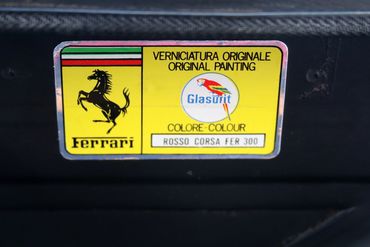 VERNICIATURA ORIGINALE
ORIGINAL PAINTING
Glasurit
COLORE-COLOUR
ROSSO CORSA FER 300
Ferrari